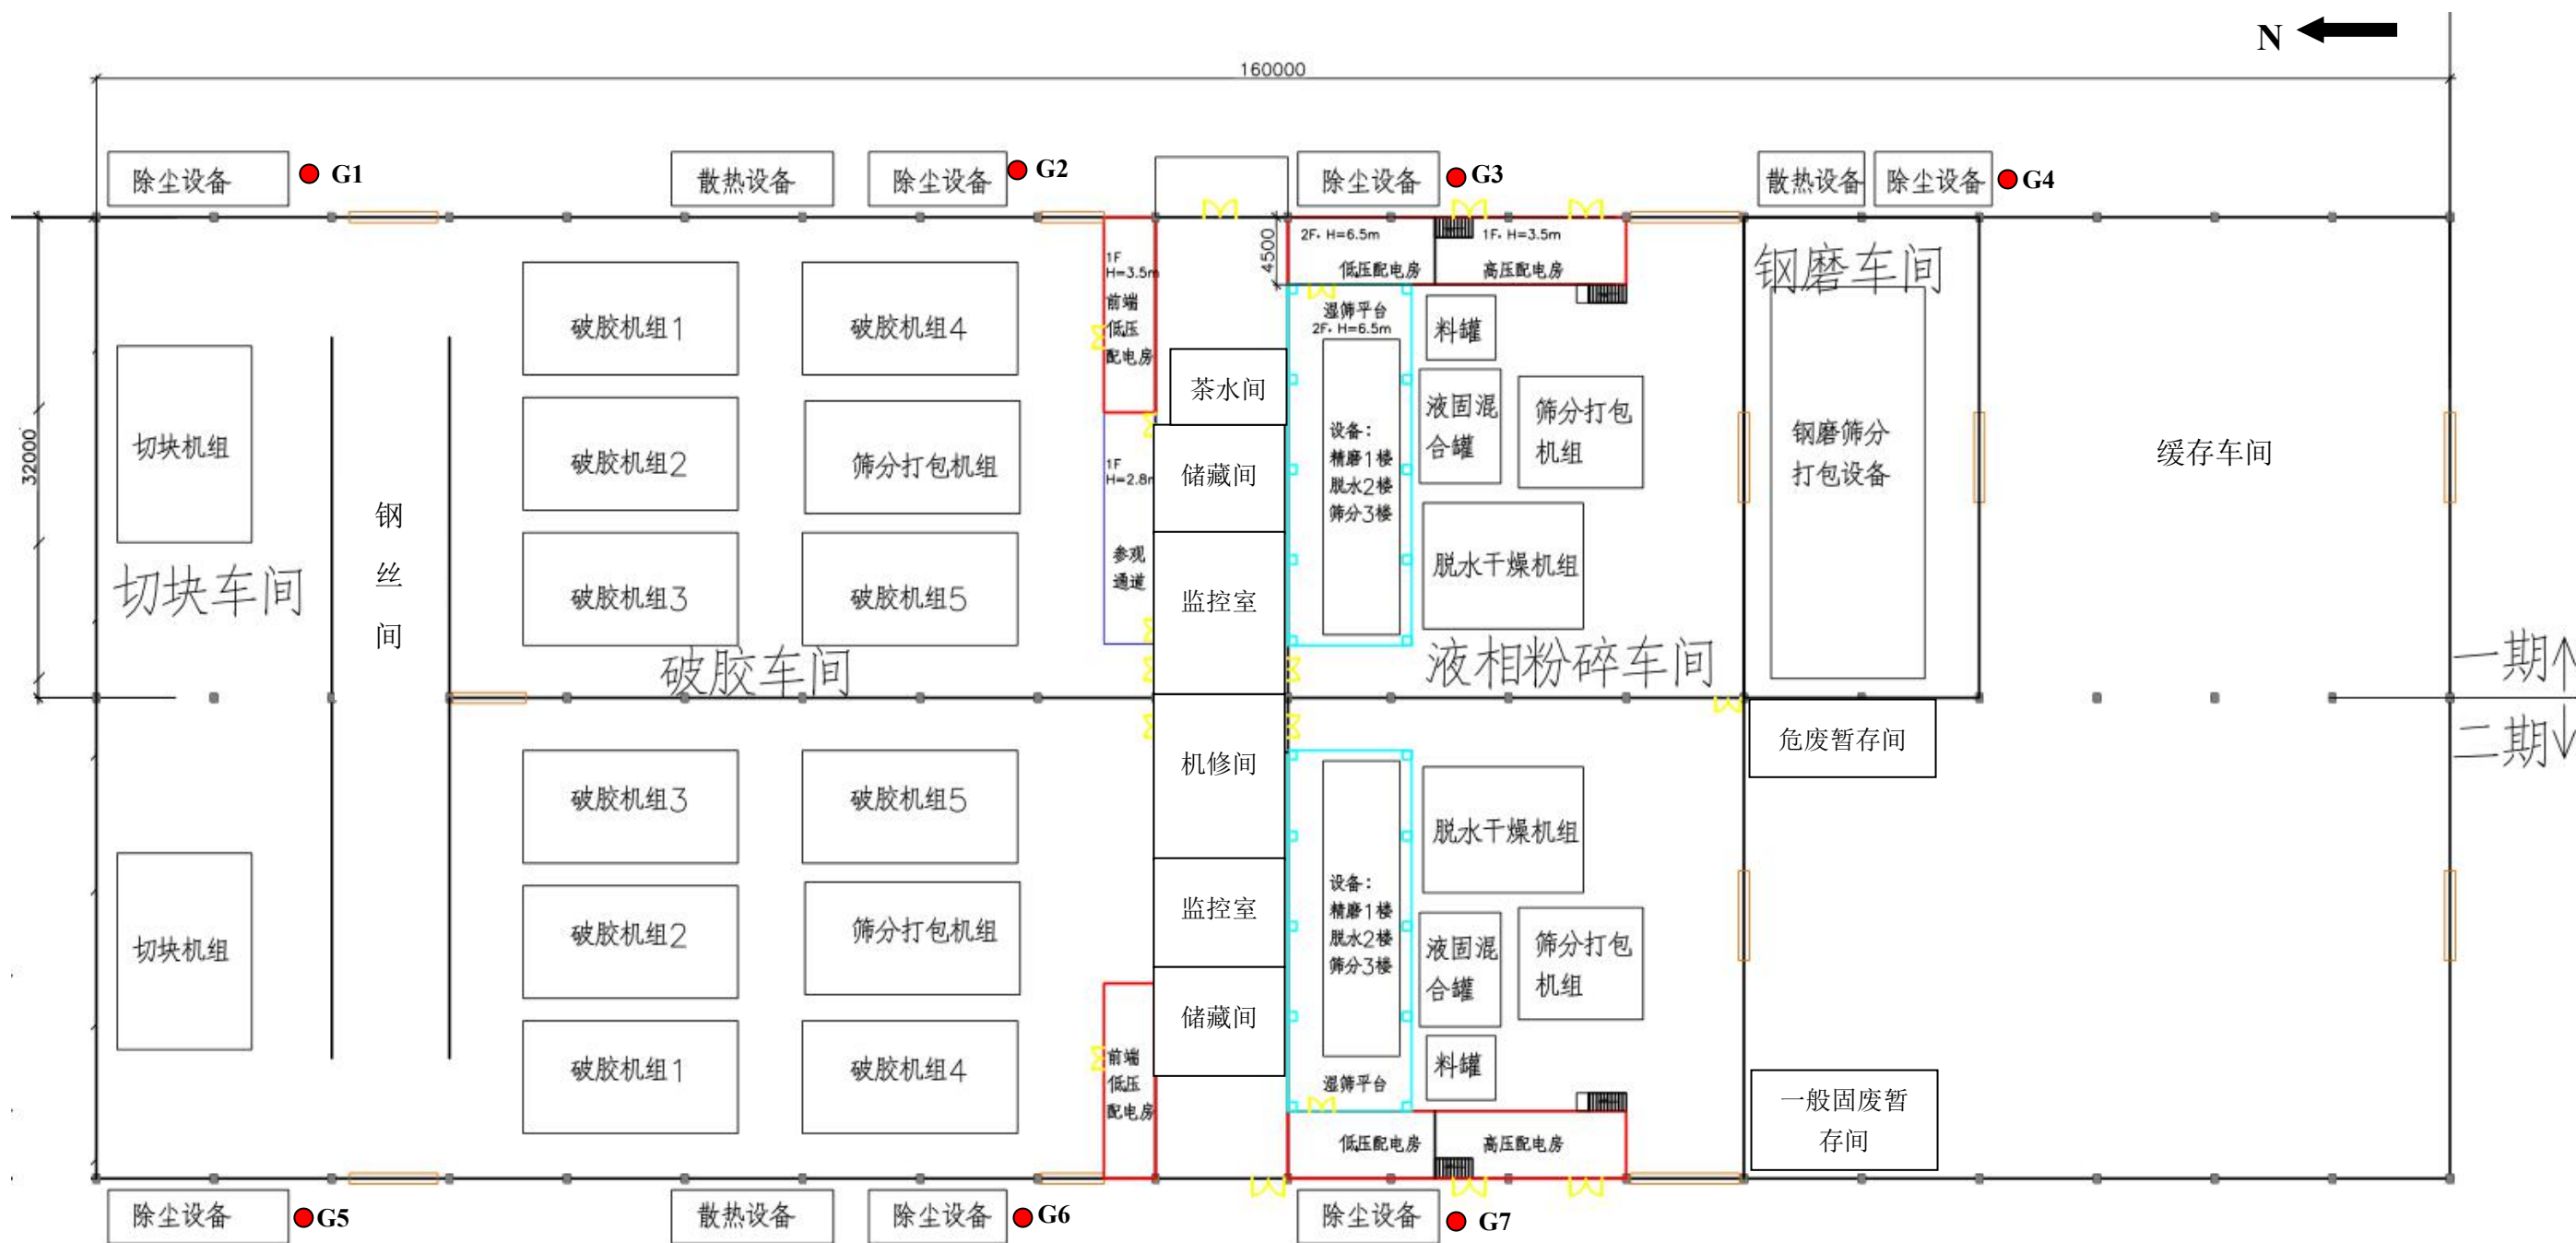 N
160000
除尘设备
G1
散热设备
除尘设备
G2
除尘设备
G3
散热设备
除尘设备
G4
32000
4500
1F
H=3.5m
前端
低压
配电房
2F. H=6.5m
低压配电房
1F. H=3.5m
高压配电房
钢磨车间
湿筛平台
2F. H=6.5m
料罐
破胶机组1
破胶机组4
茶水间
切块机组
破胶机组2
筛分打包机组
1F
H=2.8m
储藏间
设备：
精磨1楼
脱水2楼
筛分3楼
液固混
合罐
筛分打包
机组
钢磨筛分
打包设备
缓存车间
钢
丝
间
切块车间
破胶机组3
破胶机组5
参观
通道
监控室
脱水干燥机组
破胶车间
液相粉碎车间
一期↑
二期↓
危废暂存间
机修间
破胶机组3
破胶机组5
脱水干燥机组
切块机组
破胶机组2
筛分打包机组
监控室
设备：
精磨1楼
脱水2楼
筛分3楼
液固混
合罐
筛分打包
机组
储藏间
破胶机组1
破胶机组4
前端
低压
配电房
湿筛平台
料罐
一般固废暂
存间
低压配电房
高压配电房
除尘设备
G5
散热设备
除尘设备
G6
除尘设备
G7